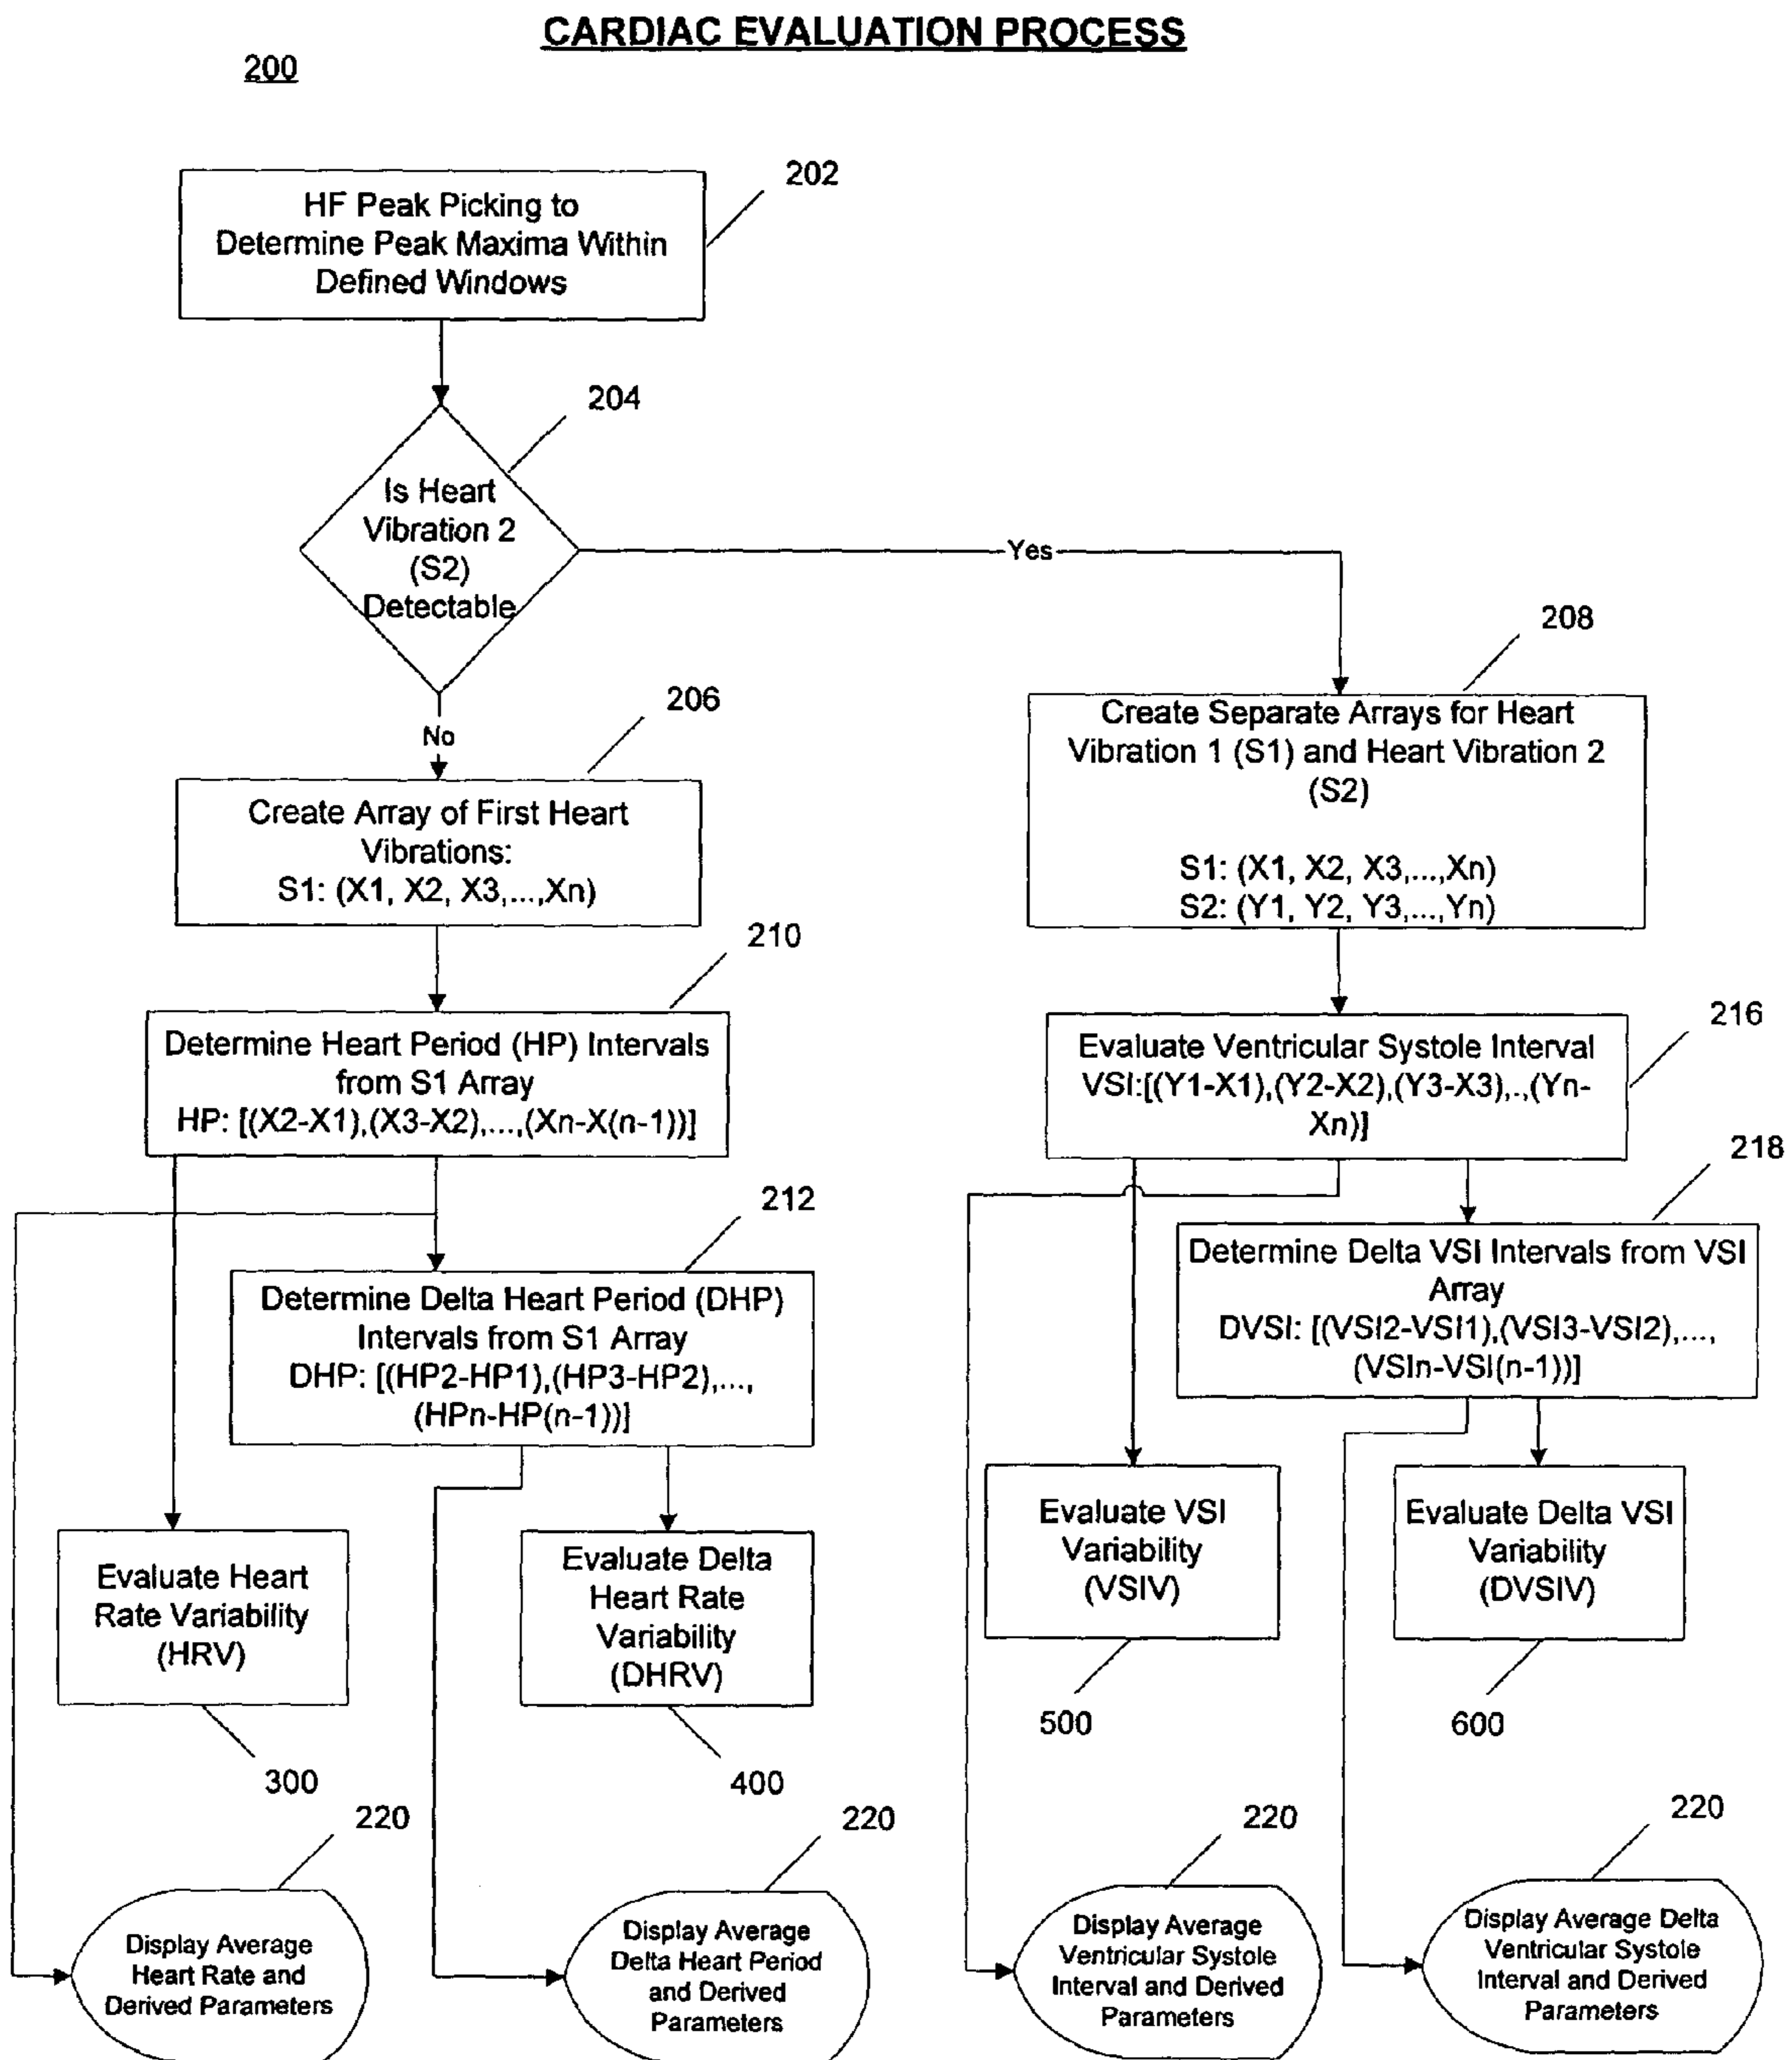 CARDIAC EVALUATION PROCESS
200
202
HF Peak Picking to
Determine Peak Maxima Within
Defined Windows
204
Is Heart
Vibration 2
(S2)
Detectable
Yes
No
206
Create Array of First Heart
Vibrations:
S1: (X1, X2, X3,...,Xn)
208
Create Separate Arrays for Heart
Vibration 1 (S1) and Heart Vibration 2
(S2)
S1: (X1, X2, X3,...,Xn)
S2: (Y1, Y2, Y3,...,Yn)
210
Determine Heart Period (HP) Intervals
from S1 Array
HP: [(X2-X1),(X3-X2),...,(Xn-X(n-1))]
216
Evaluate Ventricular Systole Interval
VSI:[(Y1-X1),(Y2-X2),(Y3-X3),.,(Yn-
Xn)]
212
Determine Delta Heart Period (DHP)
Intervals from S1 Array
DHP: [(HP2-HP1),(HP3-HP2),...,
(HPn-HP(n-1))]
218
Determine Delta VSI Intervals from VSI
Array
DVSI: [(VSI2-VSI1),(VSI3-VSI2),...,
(VSIn-VSI(n-1))]
Evaluate Heart
Rate Variability
(HRV)
300
Evaluate Delta
Heart Rate
Variability
(DHRV)
400
Evaluate VSI
Variability
(VSIV)
500
Evaluate Delta VSI
Variability
(DVSIV)
600
220
Display Average
Heart Rate and
Derived Parameters
220
Display Average
Delta Heart Period
and Derived
Parameters
220
Display Average
Ventricular Systole
Interval and Derived
Parameters
220
Display Average Delta
Ventricular Systole
Interval and Derived
Parameters